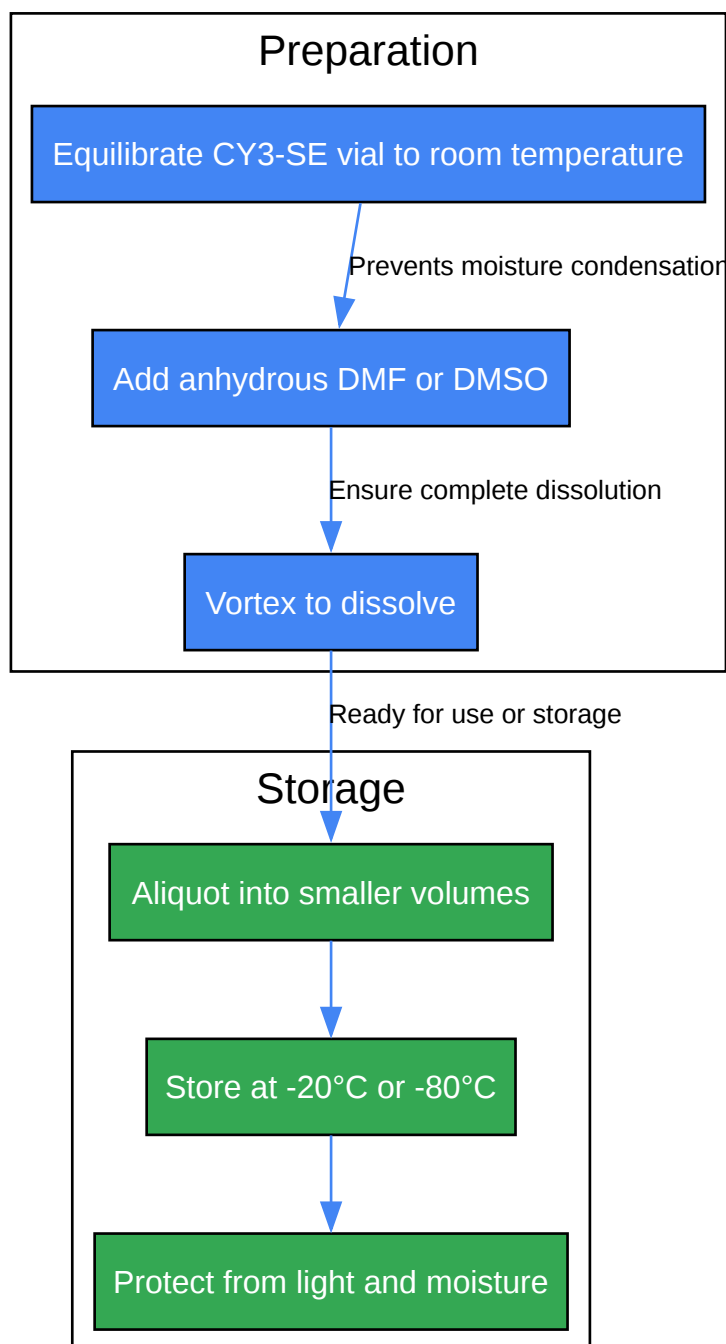 Preparation
Equilibrate CY3-SE vial to room temperature
Prevents moisture condensation
Add anhydrous DMF or DMSO
Ensure complete dissolution
Vortex to dissolve
Ready for use or storage
Storage
Aliquot into smaller volumes
Store at -20°C or -80°C
Protect from light and moisture